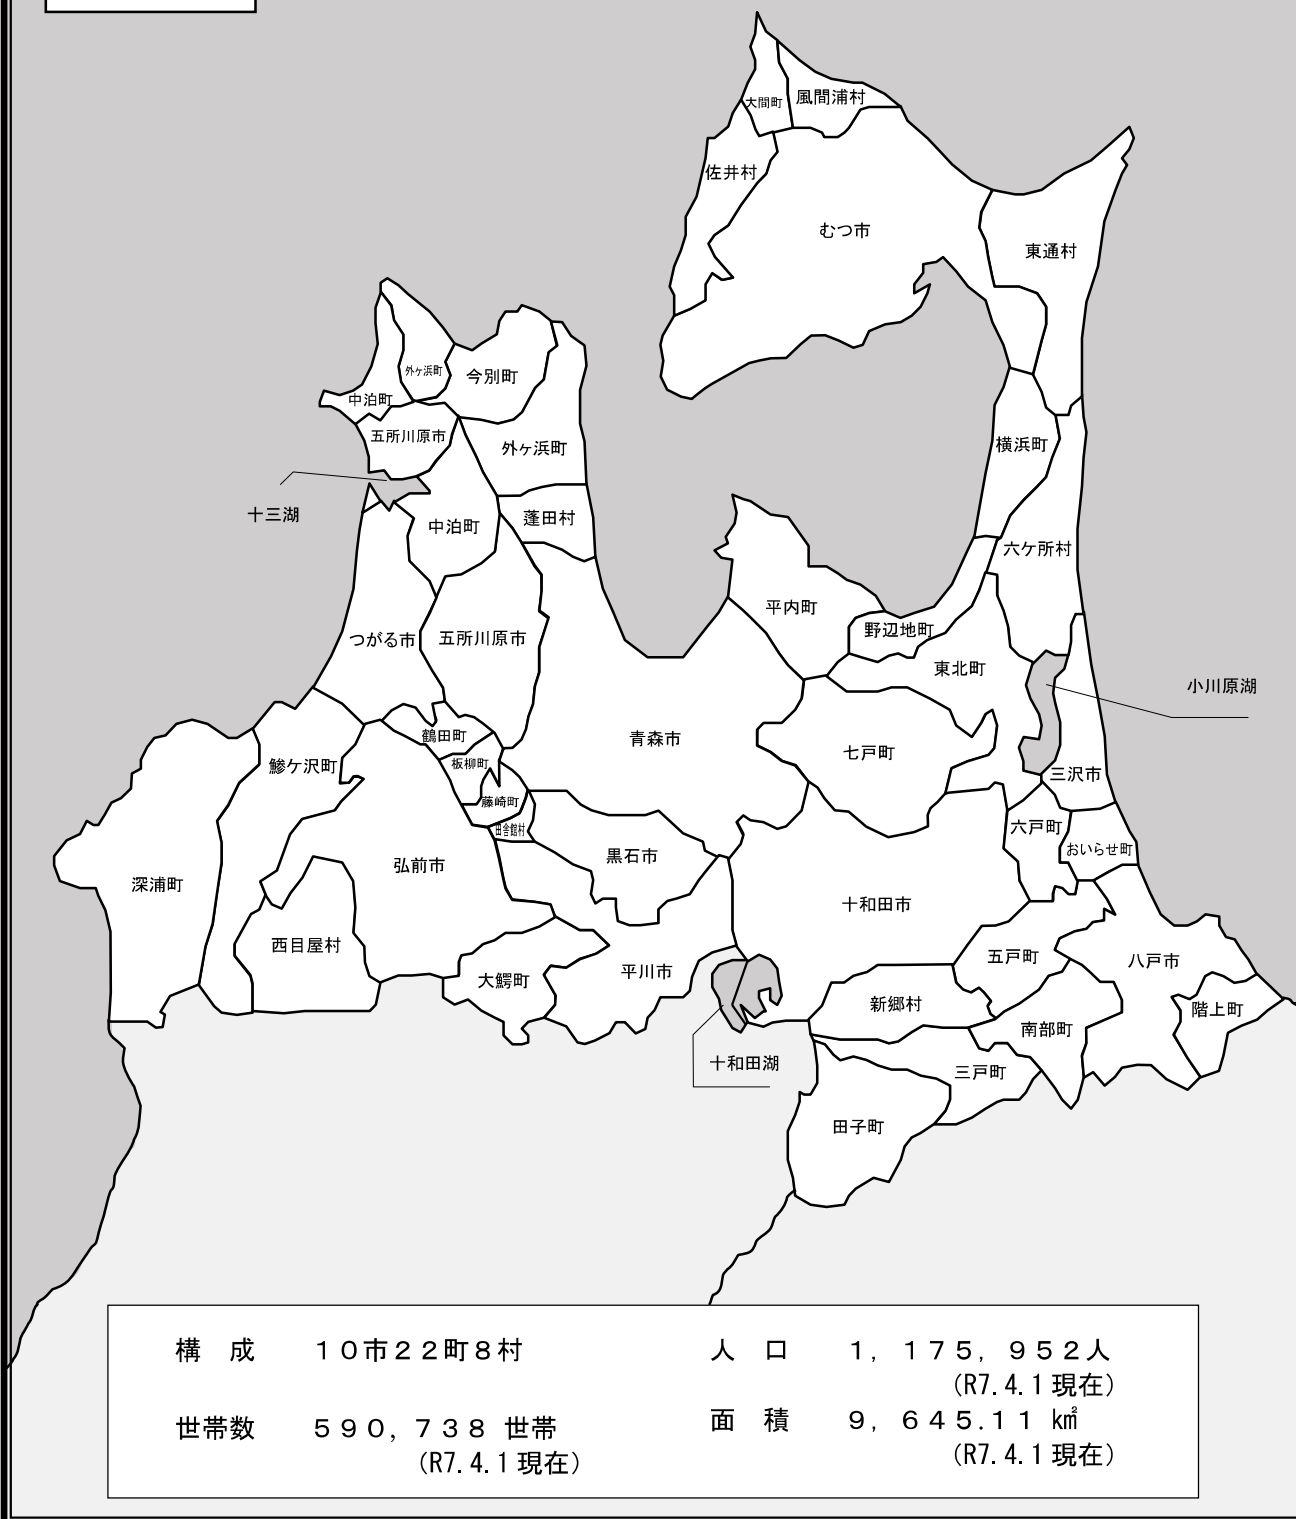 大間町
風間浦村
佐井村
むつ市
東通村
外ヶ浜町
今別町
中泊町
五所川原市
外ヶ浜町
横浜町
十三湖
中泊町
蓬田村
六ケ所村
平内町
野辺地町
つがる市
五所川原市
東北町
小川原湖
鶴田町
青森市
七戸町
鰺ケ沢町
板柳町
三沢市
藤崎町
田舎館村
六戸町
おいらせ町
黒石市
弘前市
深浦町
十和田市
西目屋村
五戸町
八戸市
平川市
大鰐町
新郷村
階上町
南部町
十和田湖
三戸町
田子町
構 成 10市22町8村
人 口 1,175,952人
(R7.4.1現在)
世帯数 590,738 世帯
(R7.4.1現在)
面 積 9,645.11 k㎡
(R7.4.1現在)